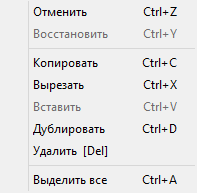 Отменить Ctrl+Z
Восстановить Ctrl+Y
Копировать Ctrl+C
Вырезать Ctrl+X
Вставить Ctrl+V
Дублировать Ctrl+D
Удалить [Del]
Выделить все Ctrl+A